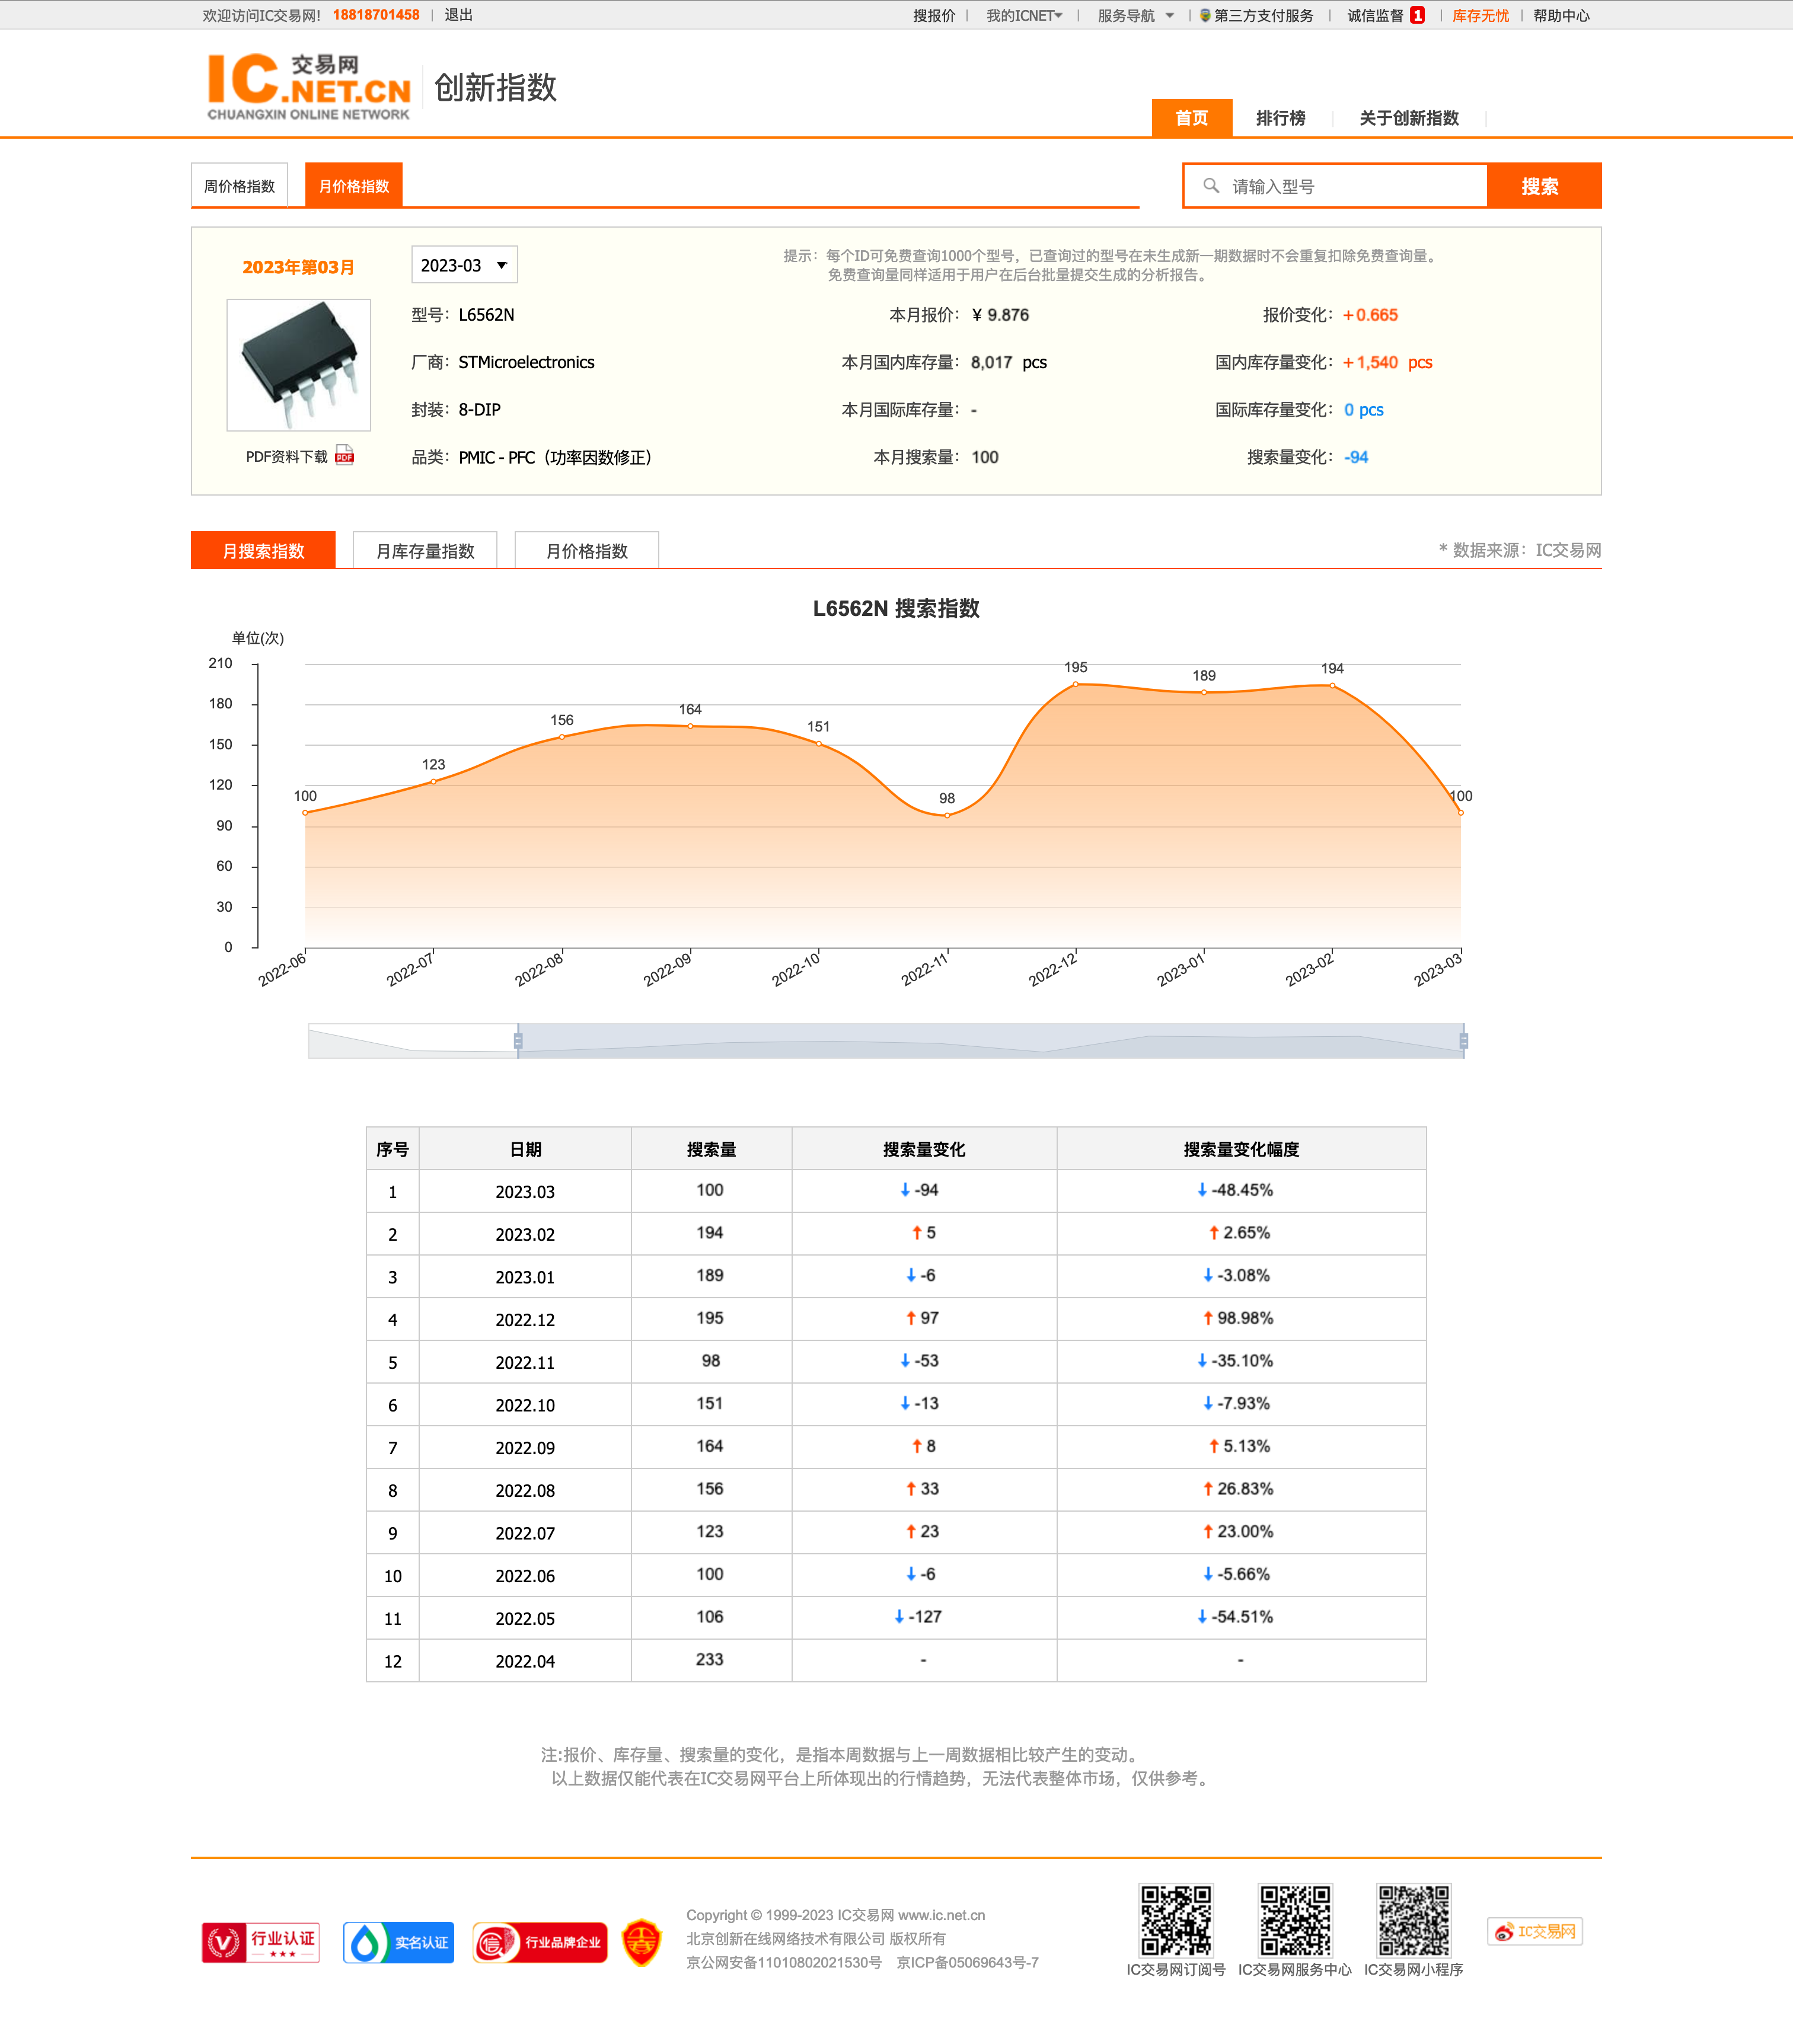 欢迎访问IC交易网! 18818701458 | 退出
搜报价 | 我的ICNET | 服务导航 | 第三方支付服务 | 诚信监督 1 | 库存无忧 | 帮助中心
IC.NET.CN 交易网
CHUANGXIN ONLINE NETWORK
创新指数
首页 排行榜 关于创新指数
周价格指数 月价格指数
请输入型号 搜索
2023年第03月 2023-03
提示：每个ID可免费查询1000个型号，已查询过的型号在未生成新一期数据时不会重复扣除免费查询量。
免费查询量同样适用于用户在后台批量提交生成的分析报告。
型号：L6562N 本月报价：¥ 9.876 报价变化：+0.665
厂商：STMicroelectronics 本月国内库存量：8,017 pcs 国内库存量变化：+1,540 pcs
封装：8-DIP 本月国际库存量：- 国际库存量变化：0 pcs
PDF资料下载 PDF 品类：PMIC - PFC（功率因数修正） 本月搜索量：100 搜索量变化：-94
月搜索指数 月库存量指数 月价格指数 * 数据来源：IC交易网
L6562N 搜索指数
单位(次)
210
180
150
120
90
60
30
0
100 123 156 164 151 98 195 189 194 100
2022-06 2022-07 2022-08 2022-09 2022-10 2022-11 2022-12 2023-01 2023-02 2023-03
序号 日期 搜索量 搜索量变化 搜索量变化幅度
1 2023.03 100 ↓ -94 ↓ -48.45%
2 2023.02 194 ↑ 5 ↑ 2.65%
3 2023.01 189 ↓ -6 ↓ -3.08%
4 2022.12 195 ↑ 97 ↑ 98.98%
5 2022.11 98 ↓ -53 ↓ -35.10%
6 2022.10 151 ↓ -13 ↓ -7.93%
7 2022.09 164 ↑ 8 ↑ 5.13%
8 2022.08 156 ↑ 33 ↑ 26.83%
9 2022.07 123 ↑ 23 ↑ 23.00%
10 2022.06 100 ↓ -6 ↓ -5.66%
11 2022.05 106 ↓ -127 ↓ -54.51%
12 2022.04 233 - -
注:报价、库存量、搜索量的变化，是指本周数据与上一周数据相比较产生的变动。
以上数据仅能代表在IC交易网平台上所体现出的行情趋势，无法代表整体市场，仅供参考。
行业认证
实名认证
行业品牌企业
Copyright © 1999-2023 IC交易网 www.ic.net.cn
北京创新在线网络技术有限公司 版权所有
京公网安备11010802021530号 京ICP备05069643号-7
IC交易网订阅号 IC交易网服务中心 IC交易网小程序
IC交易网